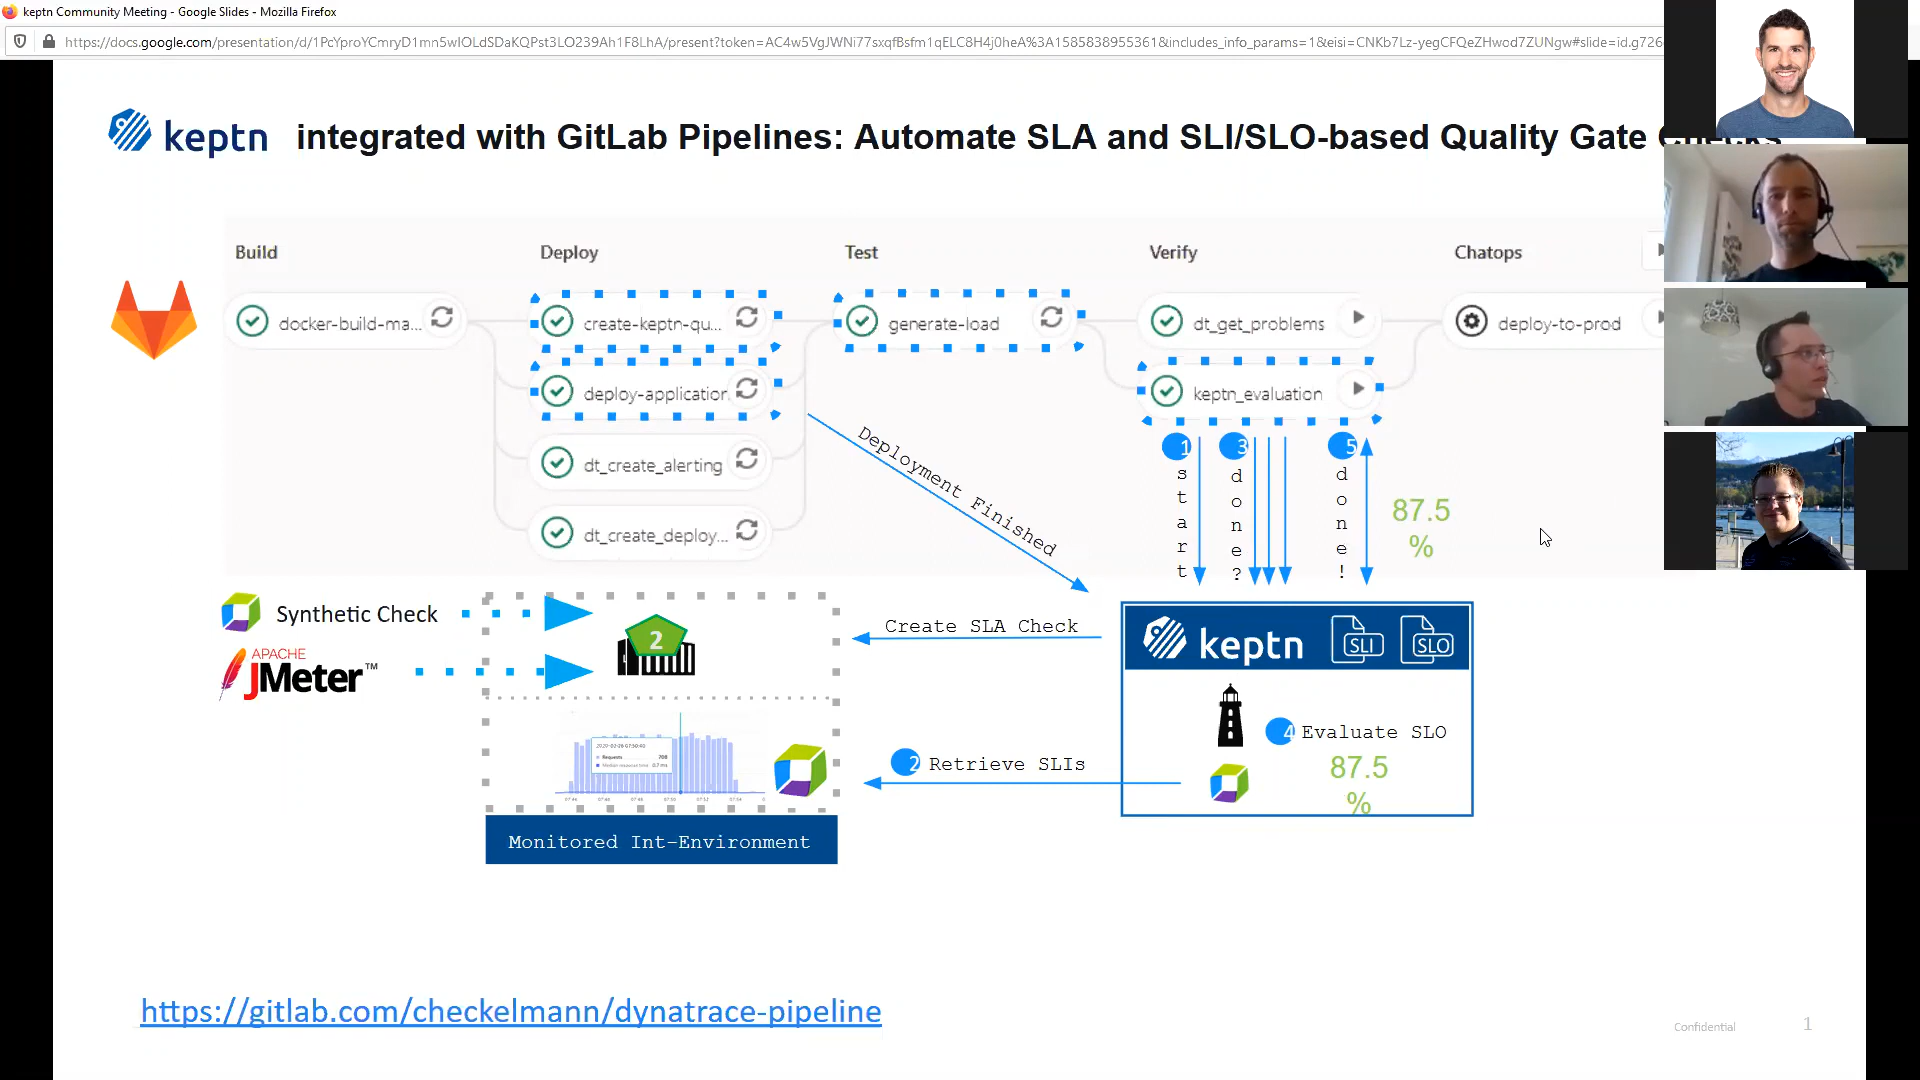 keptn Community Meeting - Google Slides - Mozilla Firefox
https://docs.google.com/presentation/d/1PcYproYCmryD1mn5wIOLdSDaKQPst3LO239Ah1F8LhA/present?token=AC4w5VgJWNi77sxqfBsfm1qELC8H4j0heA%3A1585838955361&includes_info_params=1&eisi=CNKb7Lz-yegCFQeZHwod7ZUNgw#slide=id.g726
keptn integrated with GitLab Pipelines: Automate SLA and SLI/SLO-based Quality Gate Checks
Build Deploy Test Verify Chatops
docker-build-ma... create-keptn-qu... generate-load dt_get_problems deploy-to-prod
deploy-application keptn_evaluation
dt_create_alerting
dt_create_deploy...
Deployment Finished
1 3 5
start
done?
done!
87.5
%
Synthetic Check
APACHE
JMeter™
2
Create SLA Check
keptn SLI SLO
4 Evaluate SLO
2 Retrieve SLIs
87.5
%
Requests 708
Monitored Int-Environment
https://gitlab.com/checkelmann/dynatrace-pipeline
Confidential 1